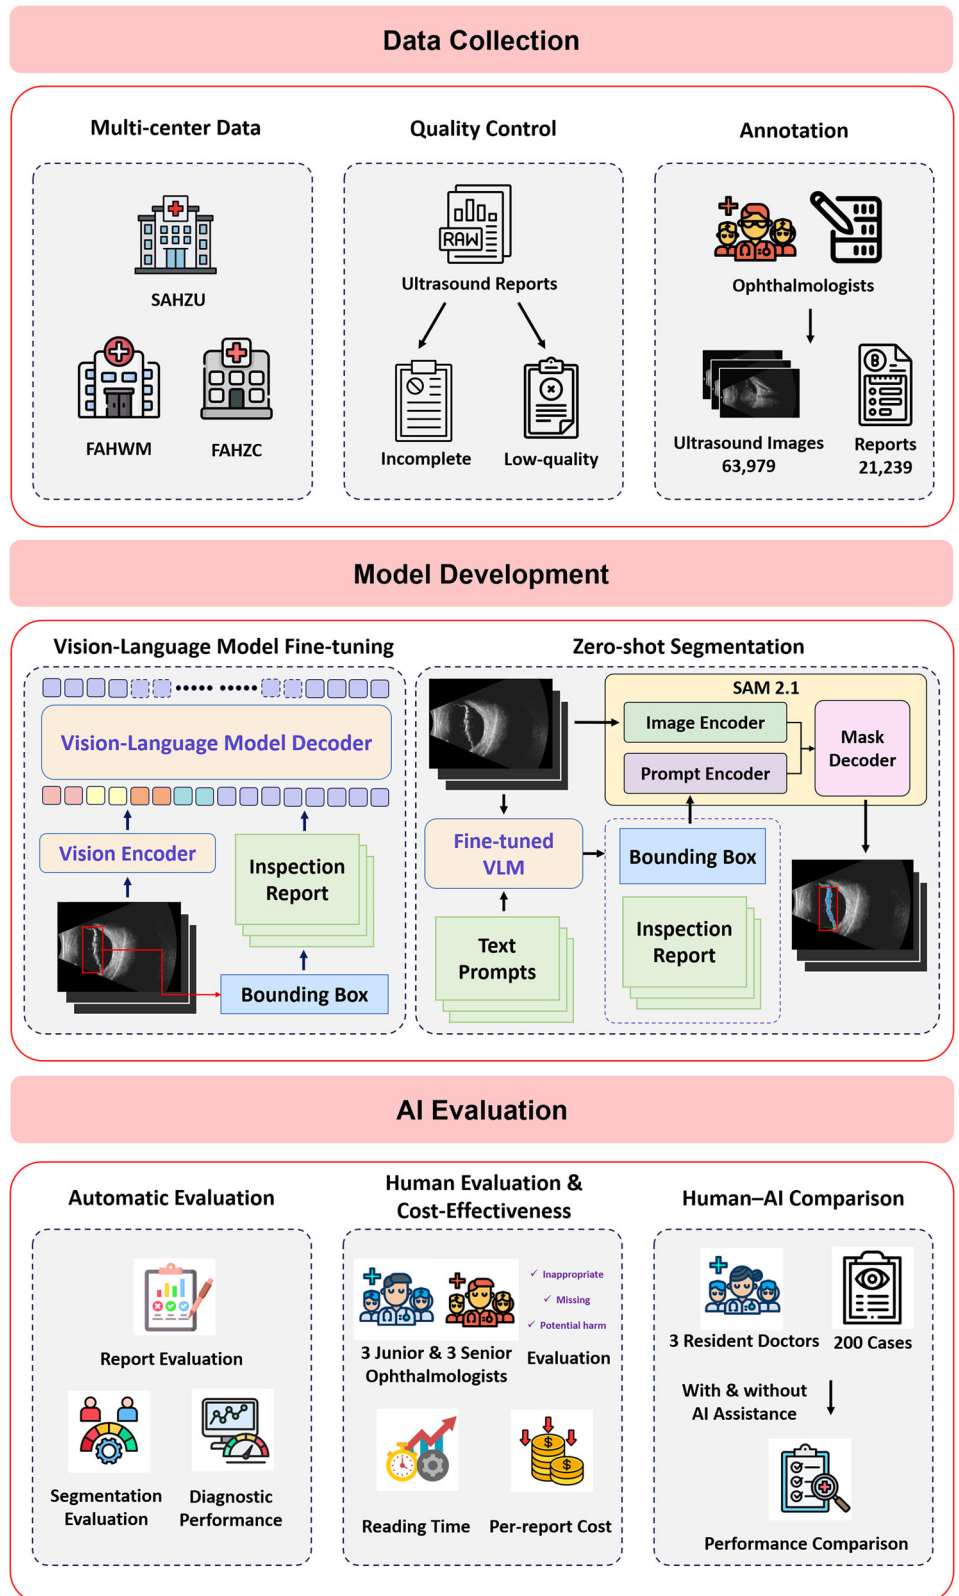 Data Collection
Multi-center Data
Quality Control
Annotation
SAHZU
FAHWM
FAHZC
RAW
Ultrasound Reports
Incomplete
Low-quality
Ophthalmologists
B
Ultrasound Images
63,979
Reports
21,239
Model Development
Vision-Language Model Fine-tuning
Vision-Language Model Decoder
Vision Encoder
Inspection
Report
Bounding Box
Zero-shot Segmentation
SAM 2.1
Image Encoder
Prompt Encoder
Mask
Decoder
Fine-tuned
VLM
Bounding Box
Text
Prompts
Inspection
Report
AI Evaluation
Automatic Evaluation
Report Evaluation
Segmentation
Evaluation
Diagnostic
Performance
Human Evaluation &
Cost-Effectiveness
✓ Inappropriate
✓ Missing
✓ Potential harm
3 Junior & 3 Senior
Ophthalmologists
Evaluation
$
$
Reading Time
Per-report Cost
Human–AI Comparison
3 Resident Doctors
200 Cases
With & without
AI Assistance
Performance Comparison